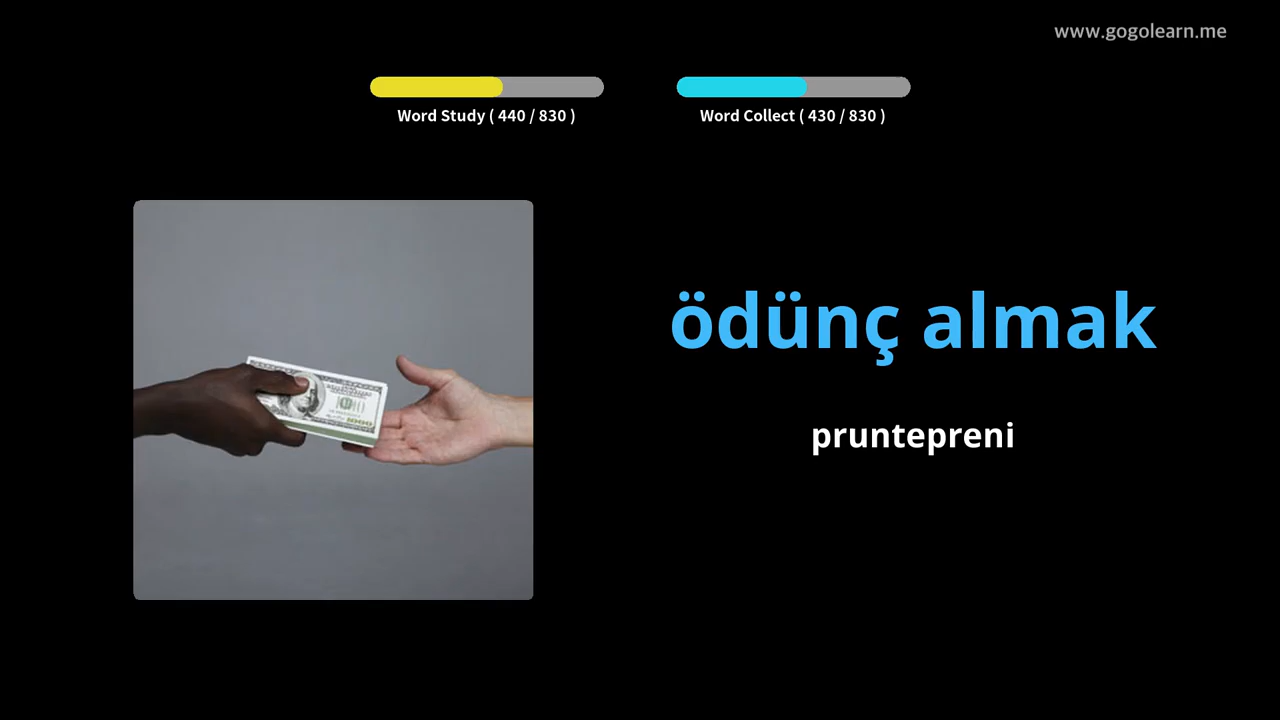 www.gogolearn.me
Word Study ( 440 / 830 )
Word Collect ( 430 / 830 )
ödünç almak
pruntepreni